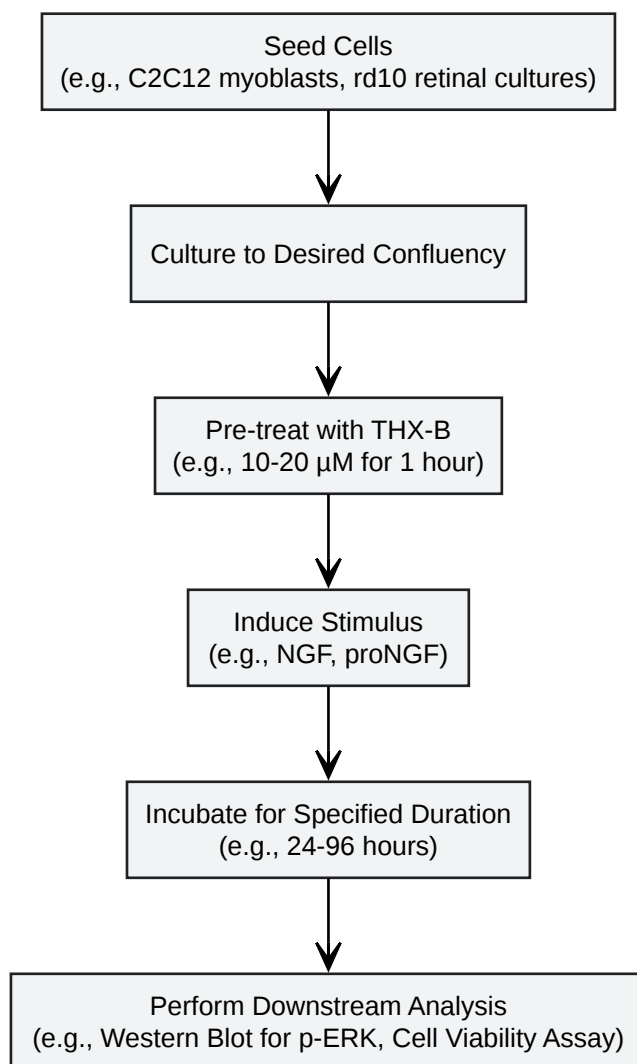 Seed Cells
(e.g., C2C12 myoblasts, rd10 retinal cultures)
Culture to Desired Confluency
Pre-treat with THX-B
(e.g., 10-20 µM for 1 hour)
Induce Stimulus
(e.g., NGF, proNGF)
Incubate for Specified Duration
(e.g., 24-96 hours)
Perform Downstream Analysis
(e.g., Western Blot for p-ERK, Cell Viability Assay)